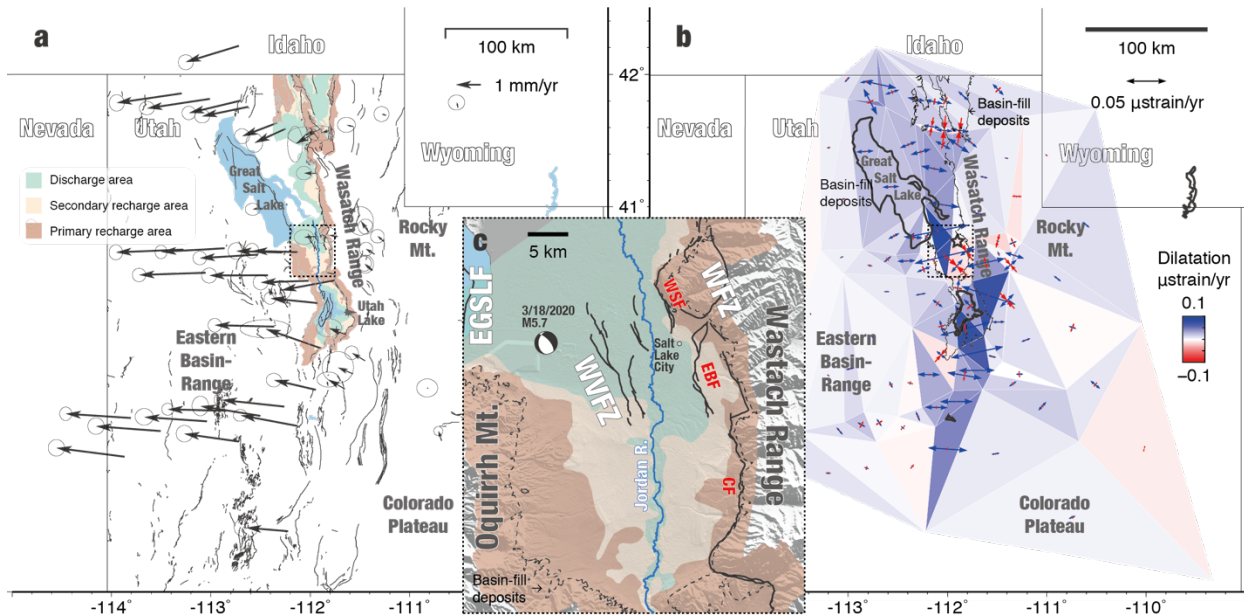 a
Idaho
100 km
1 mm/yr
Nevada
Utah
Discharge area
Secondary recharge area
Primary recharge area
Great
Salt
Lake
Wasatch Range
Wyoming
Rocky
Mt.
Utah
Lake
Eastern
Basin-
Range
Colorado
Plateau
-114°
-113°
-112°
-111°
42°
41°
b
Idaho
100 km
0.05 µstrain/yr
Nevada
Utah
Basin-fill
deposits
Wyoming
Great
Salt
Lake
Basin-fill
deposits
Wasatch Range
Rocky
Mt.
Dilatation
µstrain/yr
0.1
−0.1
Eastern
Basin-
Range
Colorado
Plateau
-113°
-112°
-111°
-110°
c
5 km
EGSLF
3/18/2020
M5.7
WSF
WFZ
Salt
Lake
City
WVFZ
EBF
Wastach Range
Oquirrh Mt.
Jordan R.
CF
Basin-fill
deposits